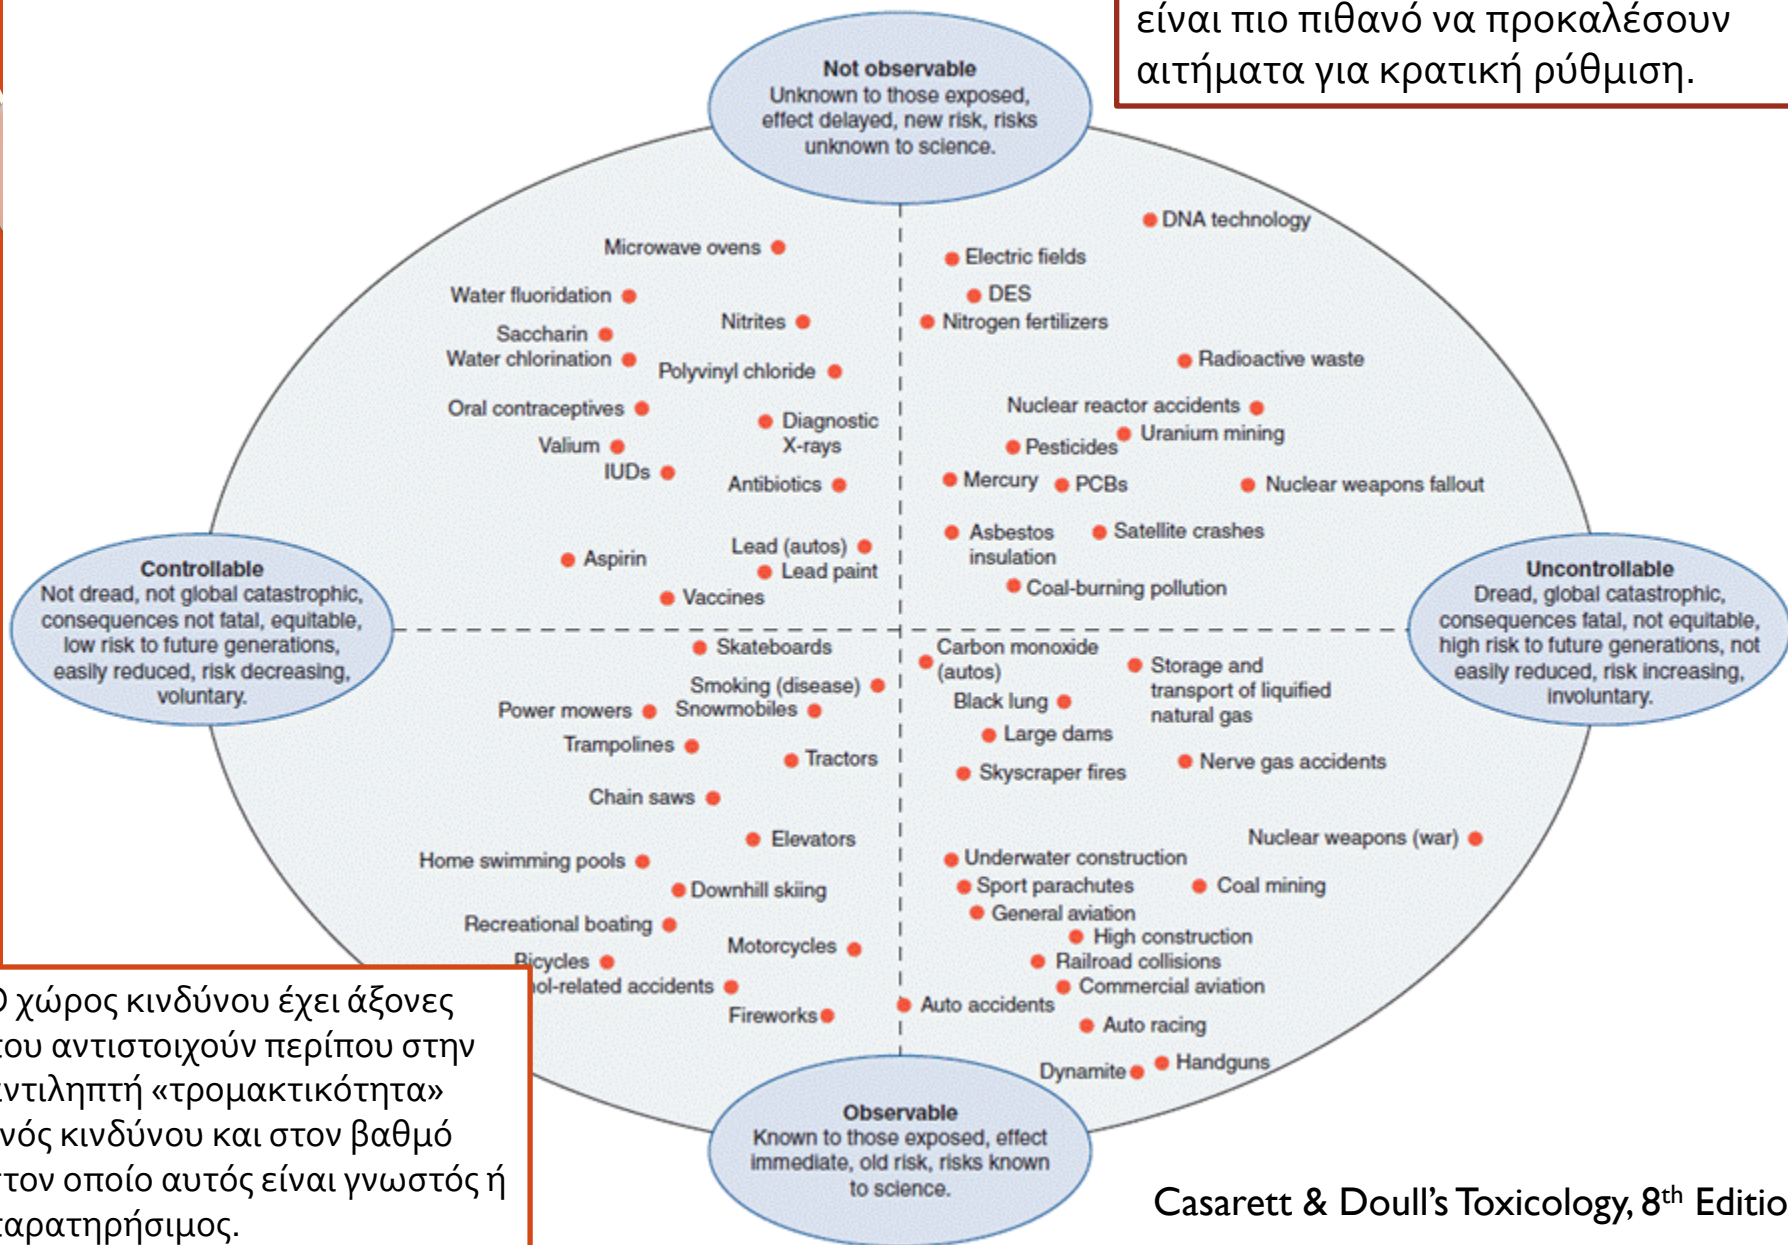 είναι πιο πιθανό να προκαλέσουν
αιτήματα για κρατική ρύθμιση.
Not observable
Unknown to those exposed,
effect delayed, new risk, risks
unknown to science.
DNA technology
Microwave ovens
Electric fields
Water fluoridation
DES
Nitrites
Nitrogen fertilizers
Saccharin
Water chlorination
Radioactive waste
Polyvinyl chloride
Oral contraceptives
Nuclear reactor accidents
Diagnostic
X-rays
Uranium mining
Valium
Pesticides
IUDs
Antibiotics
Mercury
PCBs
Nuclear weapons fallout
Asbestos
insulation
Satellite crashes
Lead (autos)
Aspirin
Lead paint
Coal-burning pollution
Vaccines
Controllable
Not dread, not global catastrophic,
consequences not fatal, equitable,
low risk to future generations,
easily reduced, risk decreasing,
voluntary.
Uncontrollable
Dread, global catastrophic,
consequences fatal, not equitable,
high risk to future generations, not
easily reduced, risk increasing,
involuntary.
Skateboards
Carbon monoxide
(autos)
Storage and
transport of liquified
natural gas
Smoking (disease)
Power mowers
Snowmobiles
Black lung
Large dams
Trampolines
Tractors
Nerve gas accidents
Skyscraper fires
Chain saws
Elevators
Nuclear weapons (war)
Home swimming pools
Underwater construction
Downhill skiing
Sport parachutes
Coal mining
General aviation
Recreational boating
High construction
Motorcycles
Bicycles
Railroad collisions
-related accidents
Commercial aviation
Auto accidents
Fireworks
Auto racing
Handguns
Dynamite
χώρος κινδύνου έχει άξονες
που αντιστοιχούν περίπου στην
αντιληπτή «τρομακτικότητα»
ενός κινδύνου και στον βαθμό
στον οποίο αυτός είναι γνωστός ή
παρατηρήσιμος.
Observable
Known to those exposed, effect
immediate, old risk, risks known
to science.
Casarett & Doull's Toxicology, 8th Editio